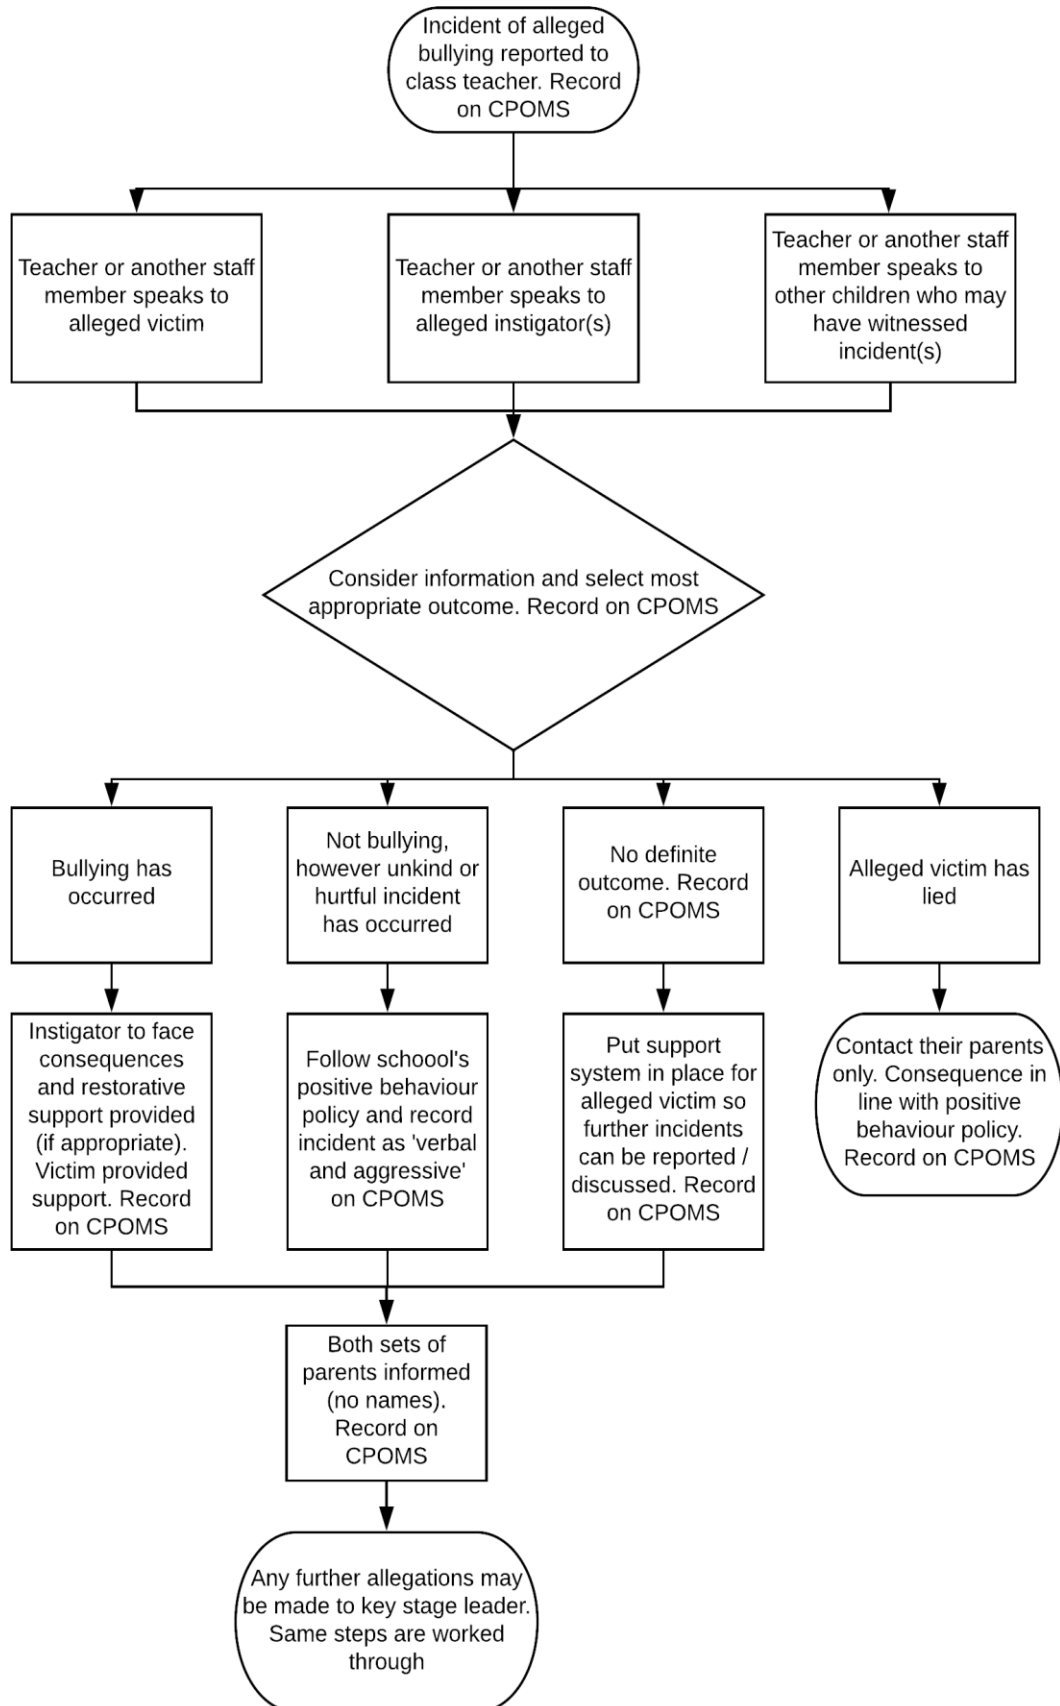 Incident of alleged
bullying reported to
class teacher. Record
on CPOMS
Teacher or another staff
member speaks to
alleged victim
Teacher or another staff
member speaks to
alleged instigator(s)
Teacher or another staff
member speaks to
other children who may
have witnessed
incident(s)
Consider information and select most
appropriate outcome. Record on CPOMS
Bullying has
occurred
Not bullying,
however unkind or
hurtful incident
has occurred
No definite
outcome. Record
on CPOMS
Alleged victim has
lied
Instigator to face
consequences
and restorative
support provided
(if appropriate).
Victim provided
support. Record
on CPOMS
Follow schoool's
positive behaviour
policy and record
incident as 'verbal
and aggressive'
on CPOMS
Put support
system in place for
alleged victim so
further incidents
can be reported /
discussed. Record
on CPOMS
Contact their parents
only. Consequence in
line with positive
behaviour policy.
Record on CPOMS
Both sets of
parents informed
(no names).
Record on
CPOMS
Any further allegations may
be made to key stage leader.
Same steps are worked
through